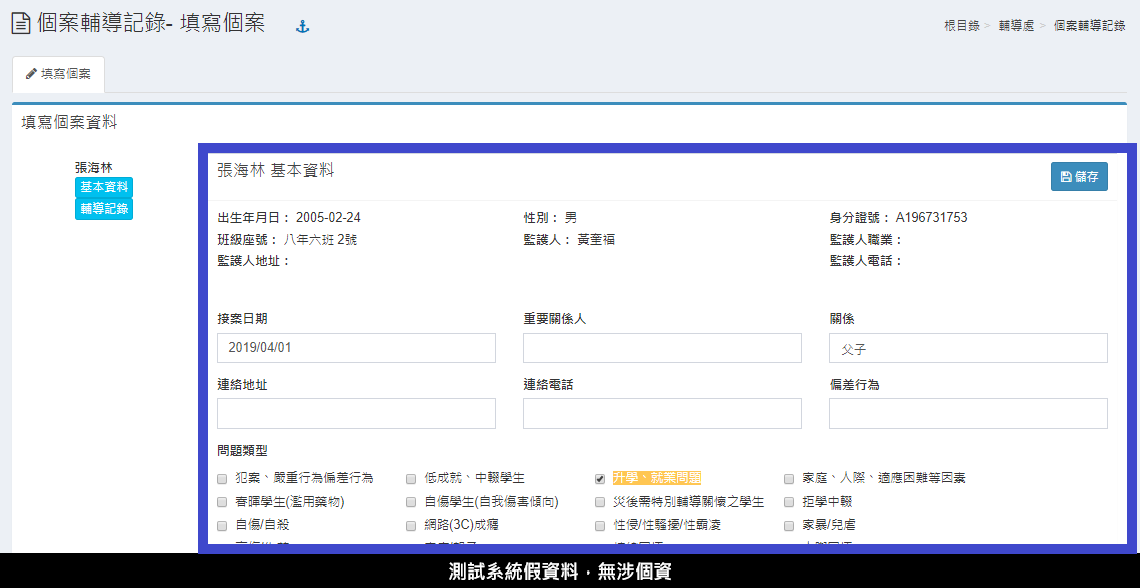 個案輔導記錄- 填寫個案
根目錄 > 輔導處 > 個案輔導記錄
填寫個案
填寫個案資料
張海林
基本資料
輔導記錄
張海林 基本資料
儲存
出生年月日： 2005-02-24 性別： 男 身分證號： A196731753
班級座號： 八年六班 2號 監護人： 黃奎福 監護人職業：
監護人地址： 監護人電話：
接案日期 重要關係人 關係
2019/04/01 父子
連絡地址 連絡電話 偏差行為
問題類型
犯案、嚴重行為偏差行為 低成就、中輟學生 升學、就業問題 家庭、人際、適應困難等因素
春暉學生(濫用藥物) 自傷學生(自我傷害傾向) 災後需特別輔導關懷之學生 拒學中輟
自傷/自殺 網路(3C)成癮 性侵/性騷擾/性霸凌 家暴/兒虐
測試系統假資料，無涉個資